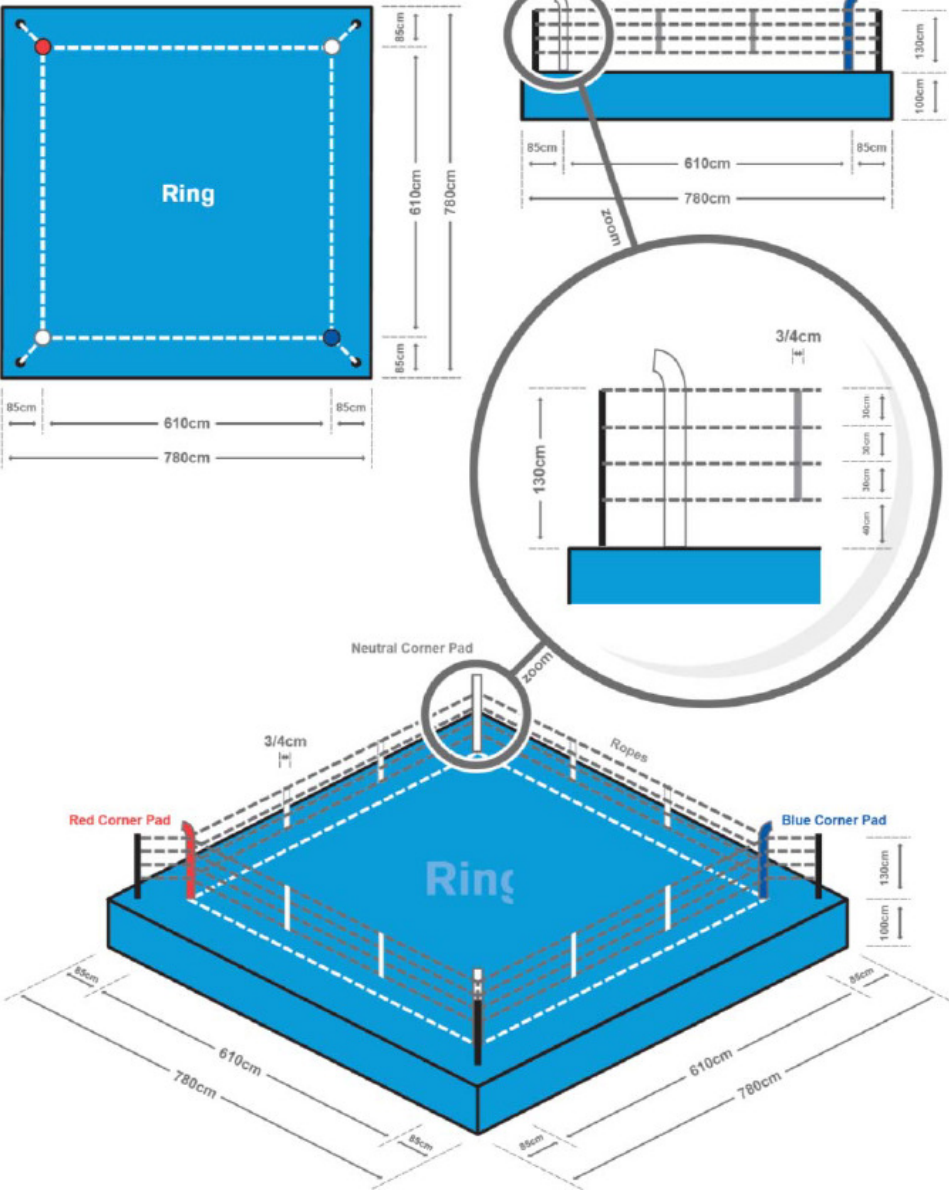 85cm
610cm
780cm
85cm
Ring
85cm
610cm
85cm
780cm
130cm
100cm
85cm
610cm
85cm
780cm
zoom
3/4cm
130cm
30cm
30cm
30cm
40cm
Neutral Corner Pad
zoom
3/4cm
Ropes
Red Corner Pad
Blue Corner Pad
Ring
130cm
100cm
85cm
610cm
780cm
85cm
85cm
610cm
780cm
85cm